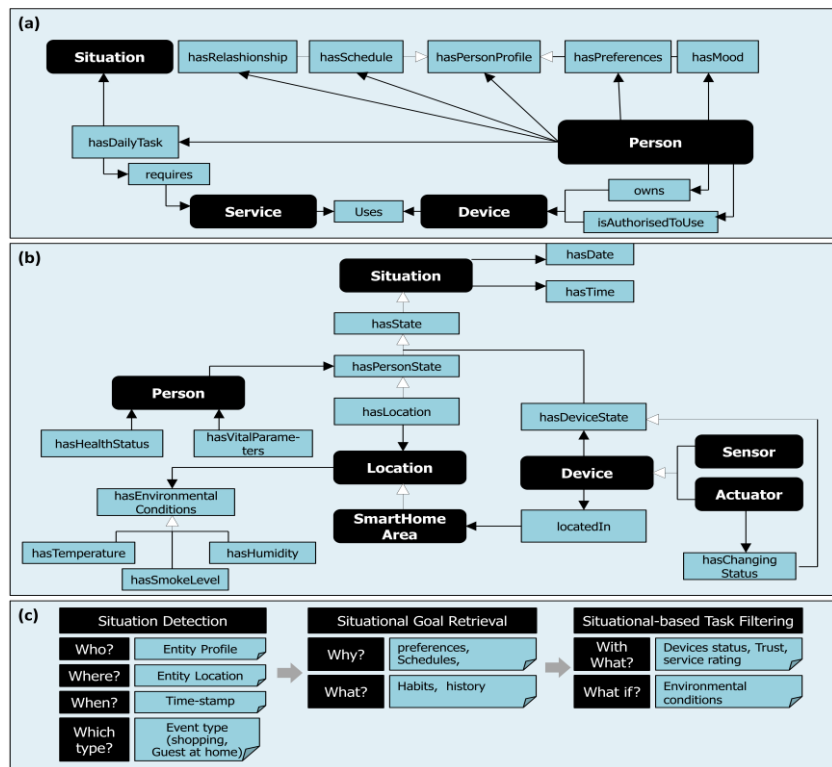 (a)
Situation
hasRelashionship
hasSchedule
hasPersonProfile
hasPreferences
hasMood
hasDailyTask
Person
requires
owns
Service
Uses
Device
isAuthorisedToUse
(b)
hasDate
Situation
hasTime
hasState
hasPersonState
Person
hasLocation
hasDeviceState
hasHealthStatus
hasVitalParame-
ters
Sensor
Location
Device
Actuator
hasEnvironmental
Conditions
SmartHome
Area
locatedIn
hasTemperature
hasHumidity
hasSmokeLevel
hasChanging
Status
(c)
Situation Detection
Who?
Entity Profile
Where?
Entity Location
When?
Time-stamp
Which
type?
Event type
(shopping,
Guest at home)
Situational Goal Retrieval
Why?
preferences,
Schedules,
What?
Habits, history
Situational-based Task Filtering
With
What?
Devices status, Trust,
service rating
What if?
Environmental
conditions